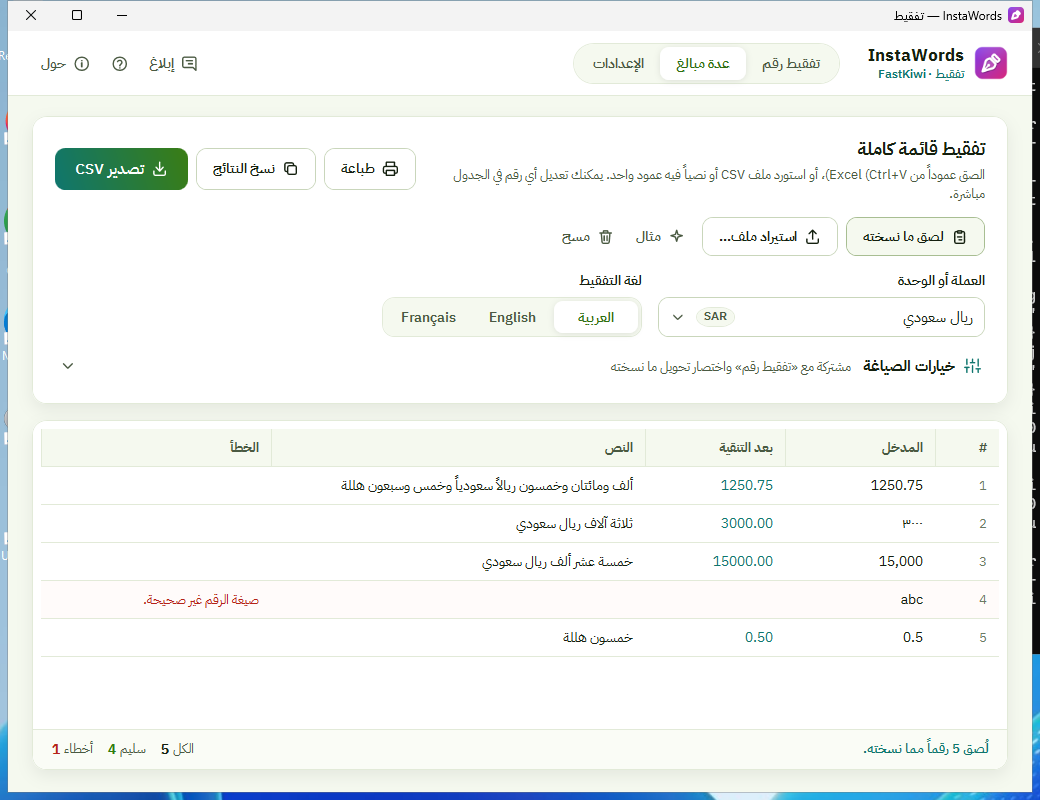 InstaWords — تفقيط
InstaWords
تفقيط · FastKiwi
تفقيط رقم
عدة مبالغ
الإعدادات
إبلاغ
حول
تفقيط قائمة كاملة
الصق عموداً من Excel (Ctrl+V)، أو استورد ملف CSV أو نصياً فيه عمود واحد. يمكنك تعديل أي رقم في الجدول
مباشرة.
طباعة
نسخ النتائج
تصدير CSV
لصق ما نسخته
استيراد ملف...
مثال
مسح
العملة أو الوحدة
لغة التفقيط
ريال سعودي SAR
العربية
English
Français
خيارات الصياغة مشتركة مع «تفقيط رقم» واختصار تحويل ما نسخته
# المدخل بعد التنقية النص الخطأ
1 1250.75 1250.75 ألف ومائتان وخمسون ريالاً سعودياً وخمس وسبعون هللة
2 ٣٠٠٠ 3000.00 ثلاثة آلاف ريال سعودي
3 15,000 15000.00 خمسة عشر ألف ريال سعودي
4 abc صيغة الرقم غير صحيحة.
5 0.5 0.50 خمسون هللة
لُصق 5 رقماً مما نسخته.
الكل 5 سليم 4 أخطاء 1